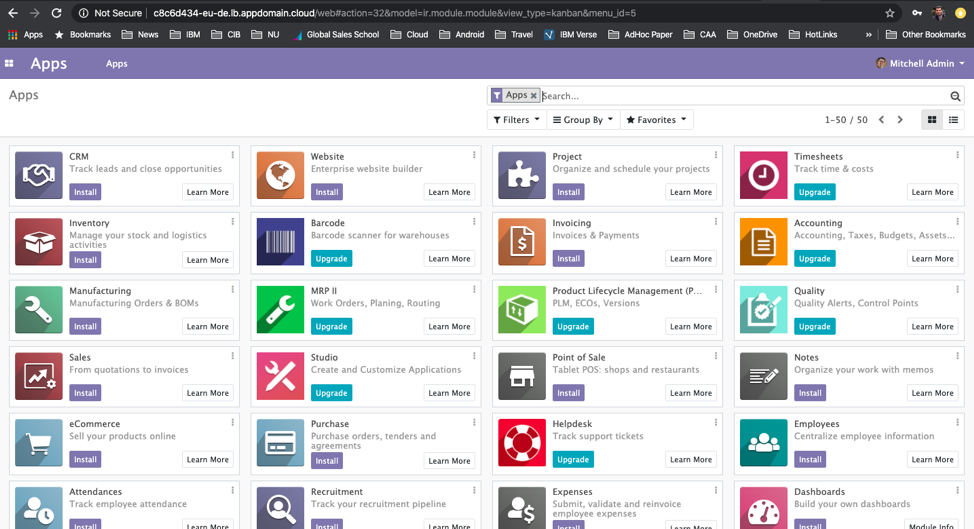 Not Secure | c8c6d434-eu-de.lb.appdomain.cloud/web#action=32&model=ir.module.module&view_type=kanban&menu_id=5
Apps Bookmarks News IBM CIB NU Global Sales School Cloud Android Travel IBM Verse AdHoc Paper CAA OneDrive HotLinks » Other Bookmarks
Apps Apps Mitchell Admin
Apps
Apps Search...
Filters Group By Favorites 1-50 / 50
CRM
Track leads and close opportunities
Install Learn More
Website
Enterprise website builder
Install Learn More
Project
Organize and schedule your projects
Install Learn More
Timesheets
Track time & costs
Upgrade Learn More
Inventory
Manage your stock and logistics
activities
Install Learn More
Barcode
Barcode scanner for warehouses
Upgrade Learn More
Invoicing
Invoices & Payments
Install Learn More
Accounting
Accounting, Taxes, Budgets, Assets...
Upgrade Learn More
Manufacturing
Manufacturing Orders & BOMs
Install Learn More
MRP II
Work Orders, Planing, Routing
Upgrade Learn More
Product Lifecycle Management (P...
PLM, ECOs, Versions
Upgrade Learn More
Quality
Quality Alerts, Control Points
Upgrade Learn More
Sales
From quotations to invoices
Install Learn More
Studio
Create and Customize Applications
Upgrade Learn More
Point of Sale
Tablet POS: shops and restaurants
Install Learn More
Notes
Organize your work with memos
Install Learn More
eCommerce
Sell your products online
Install Learn More
Purchase
Purchase orders, tenders and
agreements
Install Learn More
Helpdesk
Track support tickets
Upgrade Learn More
Employees
Centralize employee information
Install Learn More
Attendances
Track employee attendance
Install Learn More
Recruitment
Track your recruitment pipeline
Install Learn More
Expenses
Submit, validate and reinvoice
employee expenses
Install Learn More
Dashboards
Build your own dashboards
Install Module Info